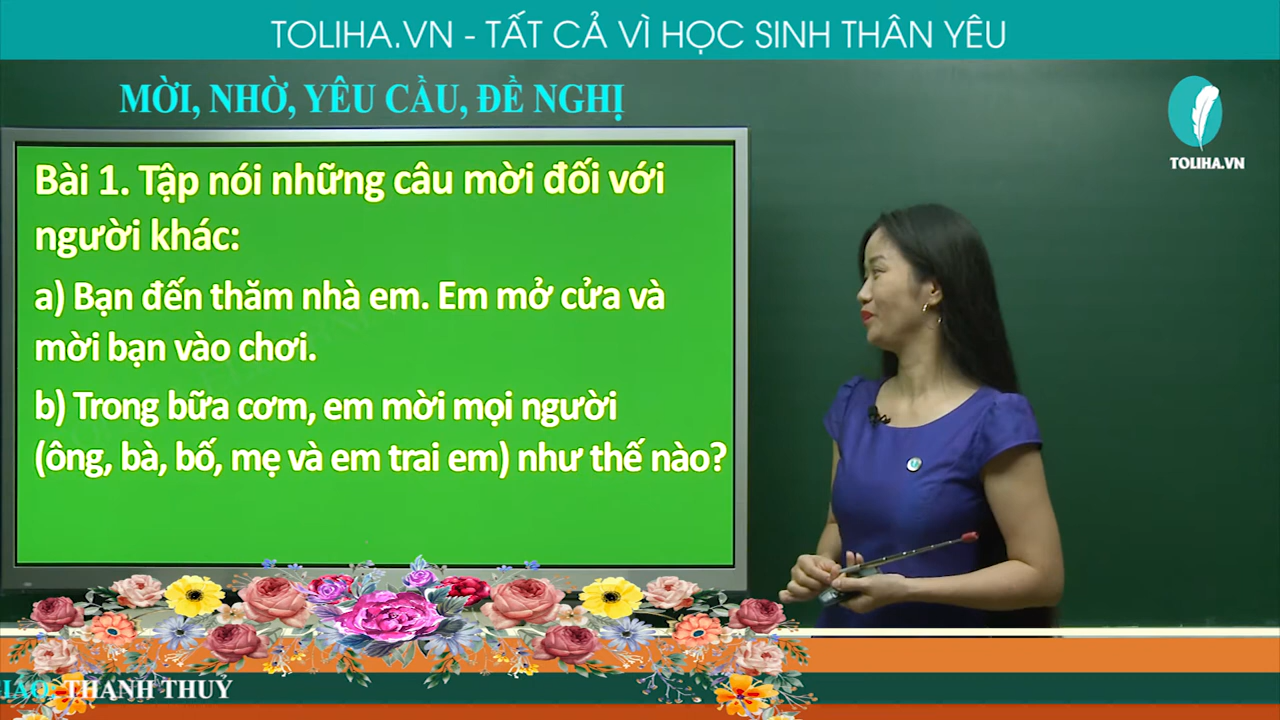 TOLIHA.VN - TẤT CẢ VÌ HỌC SINH THÂN YÊU
MỜI, NHỜ, YÊU CẦU, ĐỀ NGHỊ
TOLIHA.VN
Bài 1. Tập nói những câu mời đối với
người khác:
a) Bạn đến thăm nhà em. Em mở cửa và
mời bạn vào chơi.
b) Trong bữa cơm, em mời mọi người
(ông, bà, bố, mẹ và em trai em) như thế nào?
THANH THUỶ